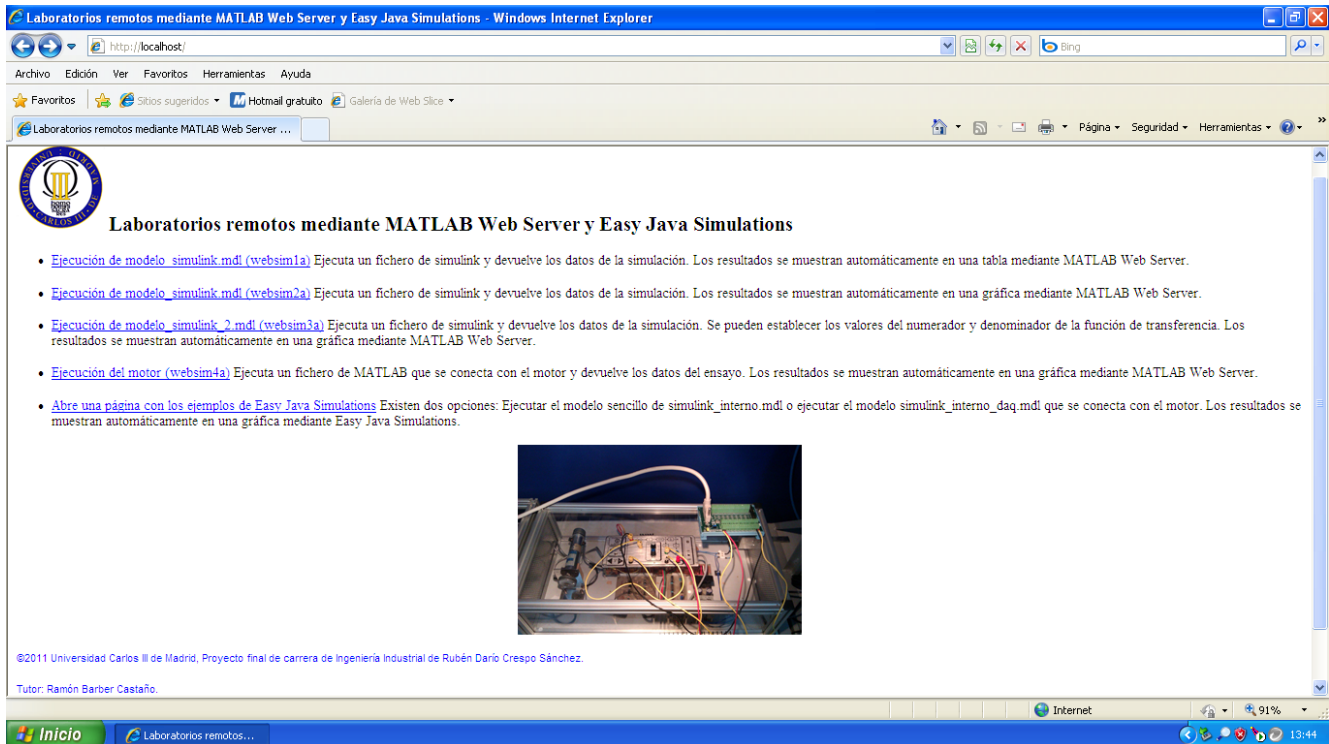 Laboratorios remotos mediante MATLAB Web Server y Easy Java Simulations - Windows Internet Explorer
http://localhost/
Bing
Archivo Edición Ver Favoritos Herramientas Ayuda
Favoritos Sitios sugeridos Hotmail gratuito Galería de Web Slice
Laboratorios remotos mediante MATLAB Web Server ... Página Seguridad Herramientas »
UNIVERSIDAD · CARLOS III · DE MADRID
Laboratorios remotos mediante MATLAB Web Server y Easy Java Simulations
• Ejecución de modelo_simulink.mdl (websim1a) Ejecuta un fichero de simulink y devuelve los datos de la simulación. Los resultados se muestran automáticamente en una tabla mediante MATLAB Web Server.
• Ejecución de modelo_simulink.mdl (websim2a) Ejecuta un fichero de simulink y devuelve los datos de la simulación. Los resultados se muestran automáticamente en una gráfica mediante MATLAB Web Server.
• Ejecución de modelo_simulink_2.mdl (websim3a) Ejecuta un fichero de simulink y devuelve los datos de la simulación. Se pueden establecer los valores del numerador y denominador de la función de transferencia. Los
resultados se muestran automáticamente en una gráfica mediante MATLAB Web Server.
• Ejecución del motor (websim4a) Ejecuta un fichero de MATLAB que se conecta con el motor y devuelve los datos del ensayo. Los resultados se muestran automáticamente en una gráfica mediante MATLAB Web Server.
• Abre una página con los ejemplos de Easy Java Simulations Existen dos opciones: Ejecutar el modelo sencillo de simulink_interno.mdl o ejecutar el modelo simulink_interno_daq.mdl que se conecta con el motor. Los resultados se
muestran automáticamente en una gráfica mediante Easy Java Simulations.
©2011 Universidad Carlos III de Madrid, Proyecto final de carrera de Ingeniería Industrial de Rubén Darío Crespo Sánchez.
Tutor: Ramón Barber Castaño.
Internet 91%
Inicio Laboratorios remotos... 13:44